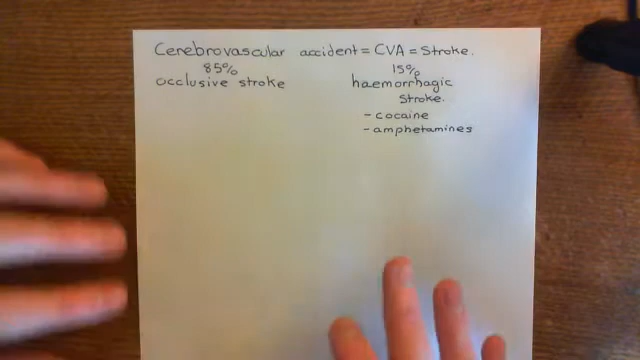 Cerebrovascular accident = CVA = Stroke.
85% 15%
occlusive stroke haemorrhagic
stroke.
- cocaine
- amphetamines